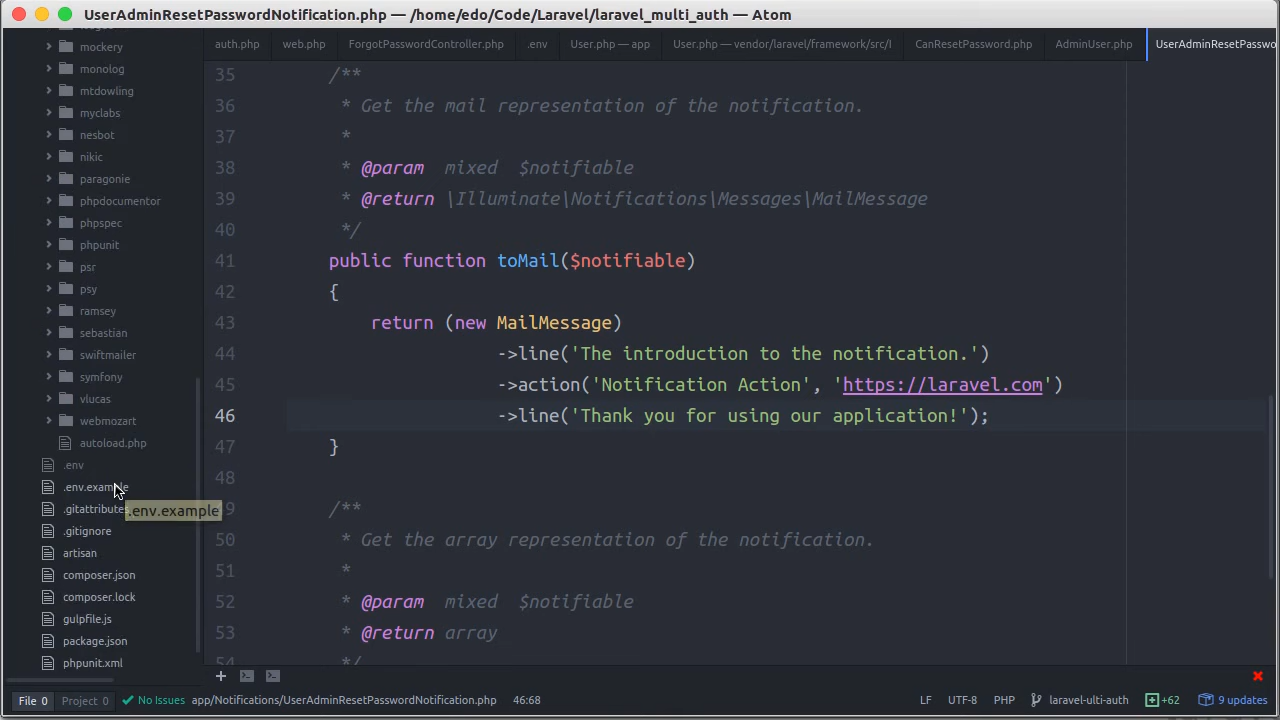 UserAdminResetPasswordNotification.php — /home/edo/Code/Laravel/laravel_multi_auth — Atom
auth.php web.php ForgotPasswordController.php .env User.php — app User.php — vendor/laravel/framework/src/I CanResetPassword.php AdminUser.php UserAdminResetPasswo
mockery
monolog
mtdowling
myclabs
nesbot
nikic
paragonie
phpdocumentor
phpspec
phpunit
psr
psy
ramsey
sebastian
swiftmailer
symfony
vlucas
webmozart
autoload.php
.env
.env.example
.gitattributes
.env.example
.gitignore
artisan
composer.json
composer.lock
gulpfile.js
package.json
phpunit.xml
35 /**
36 * Get the mail representation of the notification.
37 *
38 * @param mixed $notifiable
39 * @return \Illuminate\Notifications\Messages\MailMessage
40 */
41 public function toMail($notifiable)
42 {
43 return (new MailMessage)
44 ->line('The introduction to the notification.')
45 ->action('Notification Action', 'https://laravel.com')
46 ->line('Thank you for using our application!');
47 }
48
49 /**
50 * Get the array representation of the notification.
51 *
52 * @param mixed $notifiable
53 * @return array
54 */
File 0 Project 0 No Issues app/Notifications/UserAdminResetPasswordNotification.php 46:68 LF UTF-8 PHP laravel-ulti-auth +62 9 updates